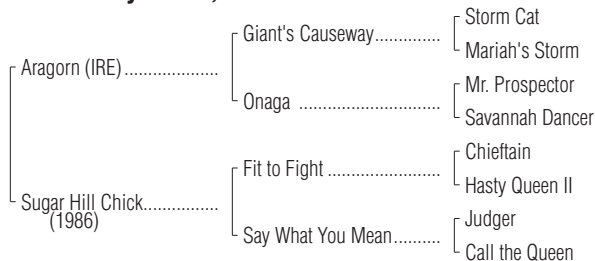 Storm Cat
Giant's Causeway..............
Mariah's Storm
Aragorn (IRE)....................
Mr. Prospector
Onaga ..............................
Savannah Dancer
Chieftain
Fit to Fight ........................
Hasty Queen II
Sugar Hill Chick................
(1986)
Judger
Say What You Mean..........
Call the Queen